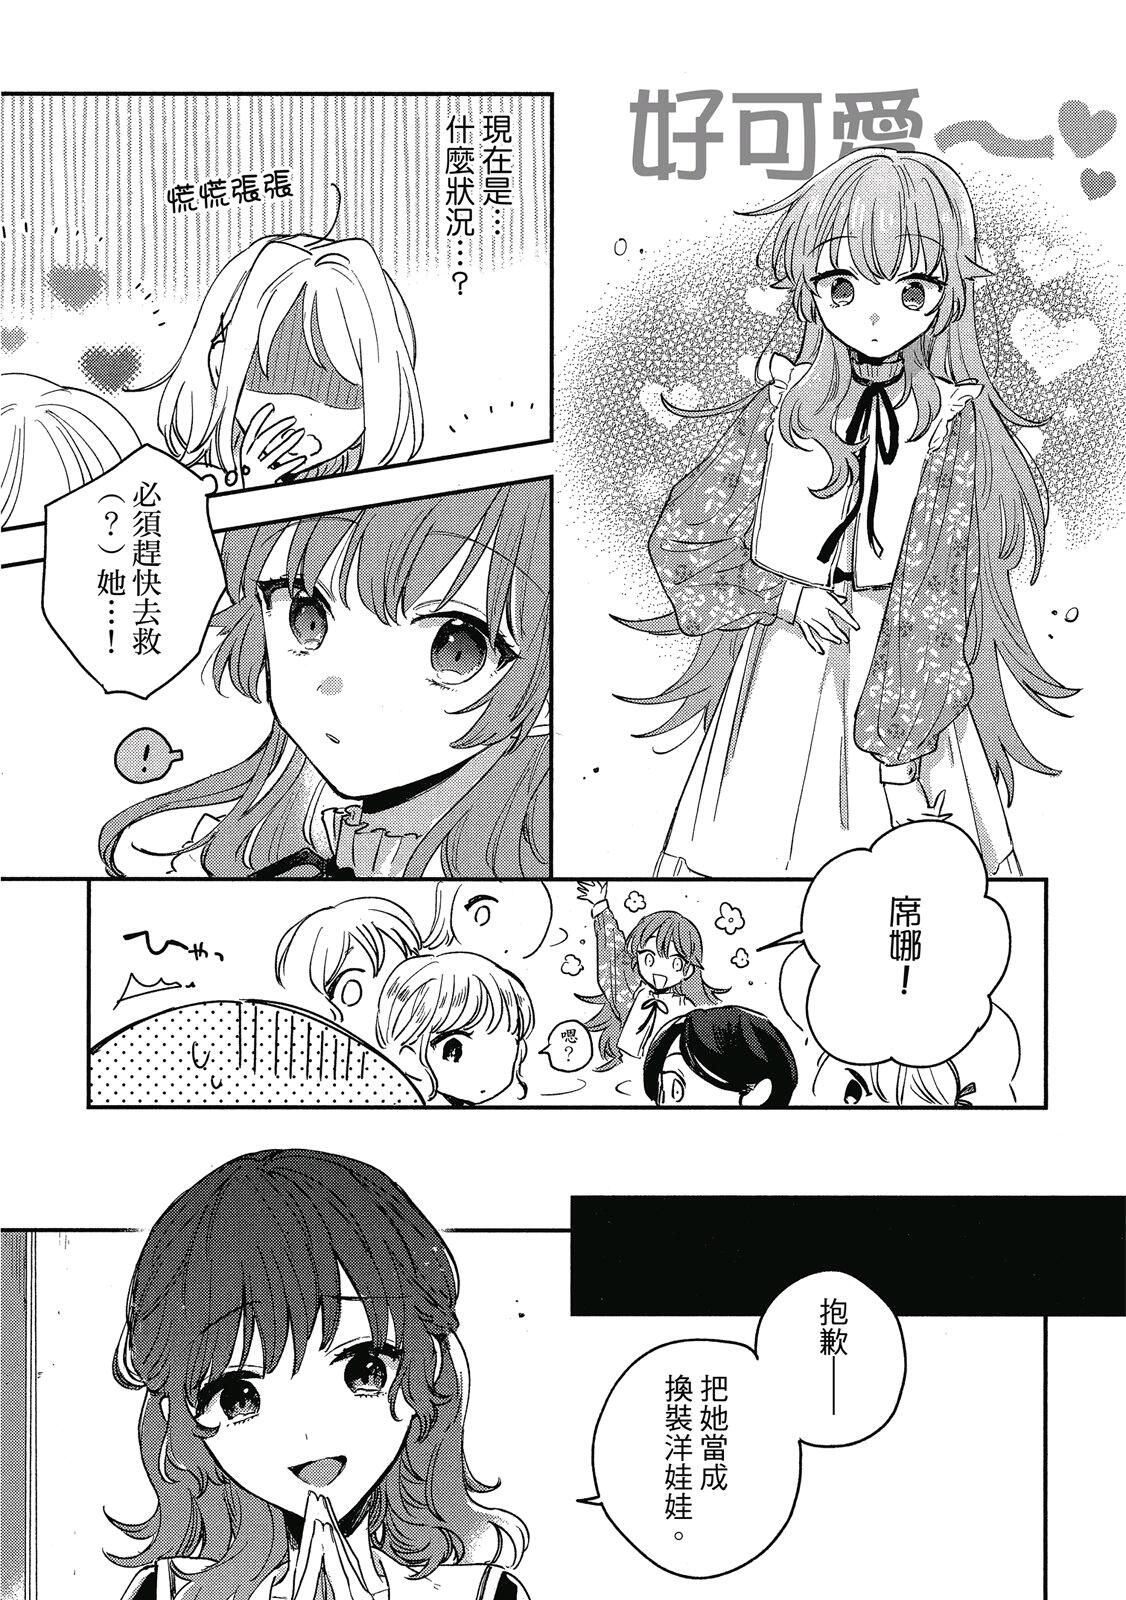 好可愛～
現在是…
什麼狀況…？
慌慌張張
必須趕快去救
（？）她…！
！
席娜！
嗯？
抱歉——
把她當成
換裝洋娃娃。